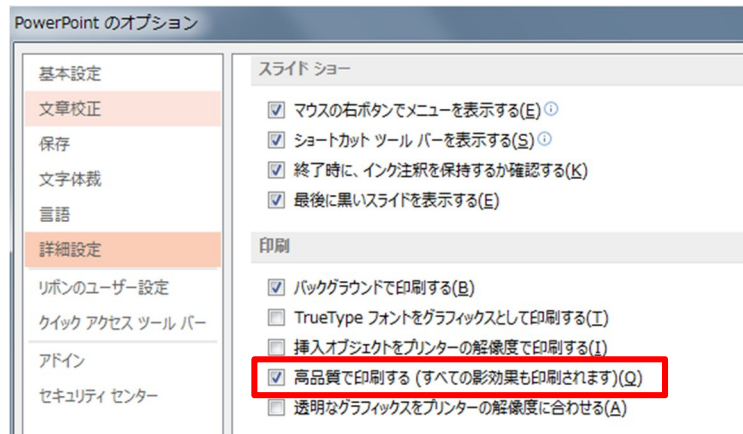 PowerPoint のオプション
基本設定
文章校正
保存
文字体裁
言語
詳細設定
リボンのユーザー設定
クイック アクセス ツール バー
アドイン
セキュリティ センター
スライド ショー
マウスの右ボタンでメニューを表示する(E)
ショートカット ツール バーを表示する(S)
終了時に、インク注釈を保持するか確認する(K)
最後に黒いスライドを表示する(E)
印刷
バックグラウンドで印刷する(B)
TrueType フォントをグラフィックスとして印刷する(T)
挿入オブジェクトをプリンターの解像度で印刷する(I)
高品質で印刷する (すべての影効果も印刷されます)(Q)
透明なグラフィックスをプリンターの解像度に合わせる(A)